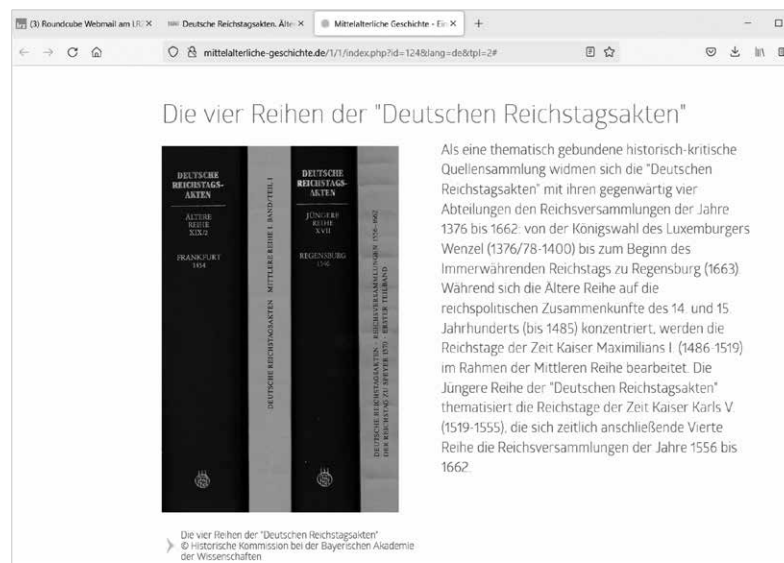 (3) Roundcube Webmail am LRZ
Deutsche Reichstagsakten. Älte
Mittelalterliche Geschichte - Ein
mittelalterliche-geschichte.de/1/1/index.php?id=124&lang=de&tpl=2#
Die vier Reihen der "Deutschen Reichstagsakten"
DEUTSCHE
REICHSTAGS-
AKTEN
ÄLTERE
REIHE
XIX/2
FRANKFURT
1454
DEUTSCHE REICHSTAGSAKTEN · MITTLERE REIHE I. BAND/TEIL I
DEUTSCHE
REICHSTAGS-
AKTEN
JÜNGERE
REIHE
XVII
REGENSBURG
1546
DEUTSCHE REICHSTAGSAKTEN · REICHSVERSAMMLUNGEN 1556-1662
DER REICHSTAG ZU SPEYER 1570 · ERSTER TEILBAND
Als eine thematisch gebundene historisch-kritische
Quellensammlung widmen sich die "Deutschen
Reichstagsakten" mit ihren gegenwärtig vier
Abteilungen den Reichsversammlungen der Jahre
1376 bis 1662: von der Königswahl des Luxemburgers
Wenzel (1376/78-1400) bis zum Beginn des
Immerwährenden Reichstags zu Regensburg (1663).
Während sich die Ältere Reihe auf die
reichspolitischen Zusammenkünfte des 14. und 15.
Jahrhunderts (bis 1485) konzentriert, werden die
Reichstage der Zeit Kaiser Maximilians I. (1486-1519)
im Rahmen der Mittleren Reihe bearbeitet. Die
Jüngere Reihe der "Deutschen Reichstagsakten"
thematisiert die Reichstage der Zeit Kaiser Karls V.
(1519-1555), die sich zeitlich anschließende Vierte
Reihe die Reichsversammlungen der Jahre 1556 bis
1662.
Die vier Reihen der "Deutschen Reichstagsakten"
© Historische Kommission bei der Bayerischen Akademie
der Wissenschaften